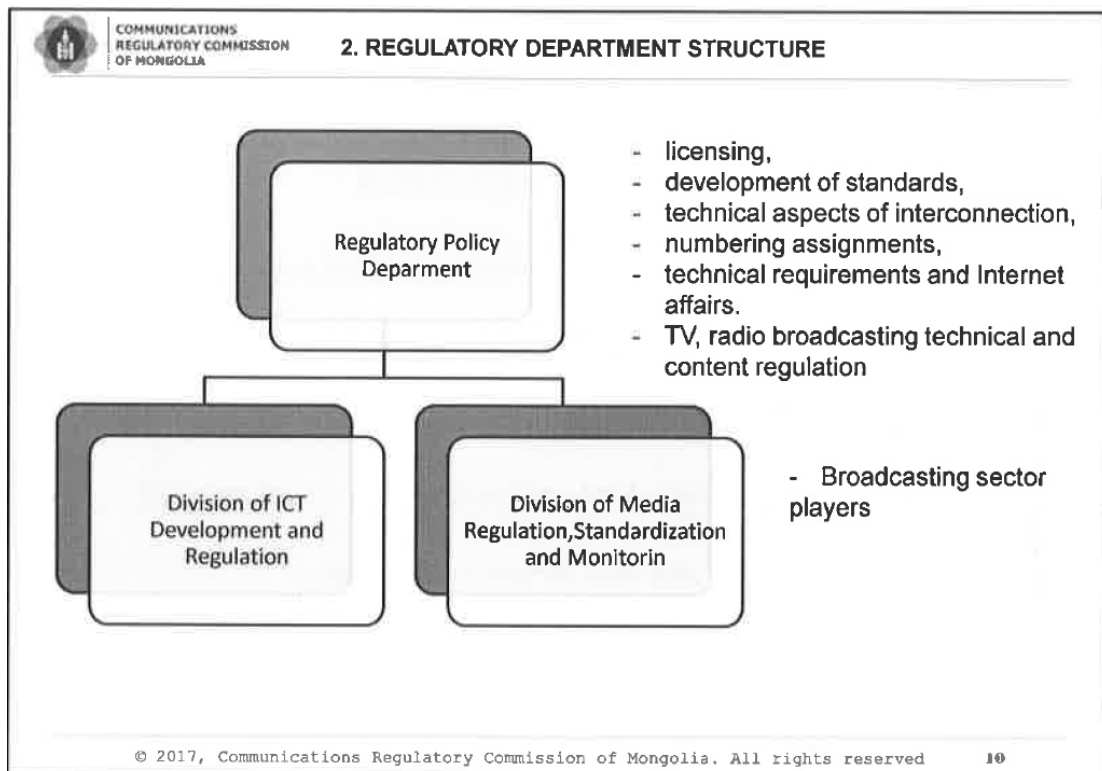 COMMUNICATIONS
REGULATORY COMMISSION
OF MONGOLIA
2. REGULATORY DEPARTMENT STRUCTURE
Regulatory Policy
Deparment
- licensing,
- development of standards,
- technical aspects of interconnection,
- numbering assignments,
- technical requirements and Internet
affairs.
- TV, radio broadcasting technical and
content regulation
Division of ICT
Development and
Regulation
Division of Media
Regulation,Standardization
and Monitorin
- Broadcasting sector
players
© 2017, Communications Regulatory Commission of Mongolia. All rights reserved 10